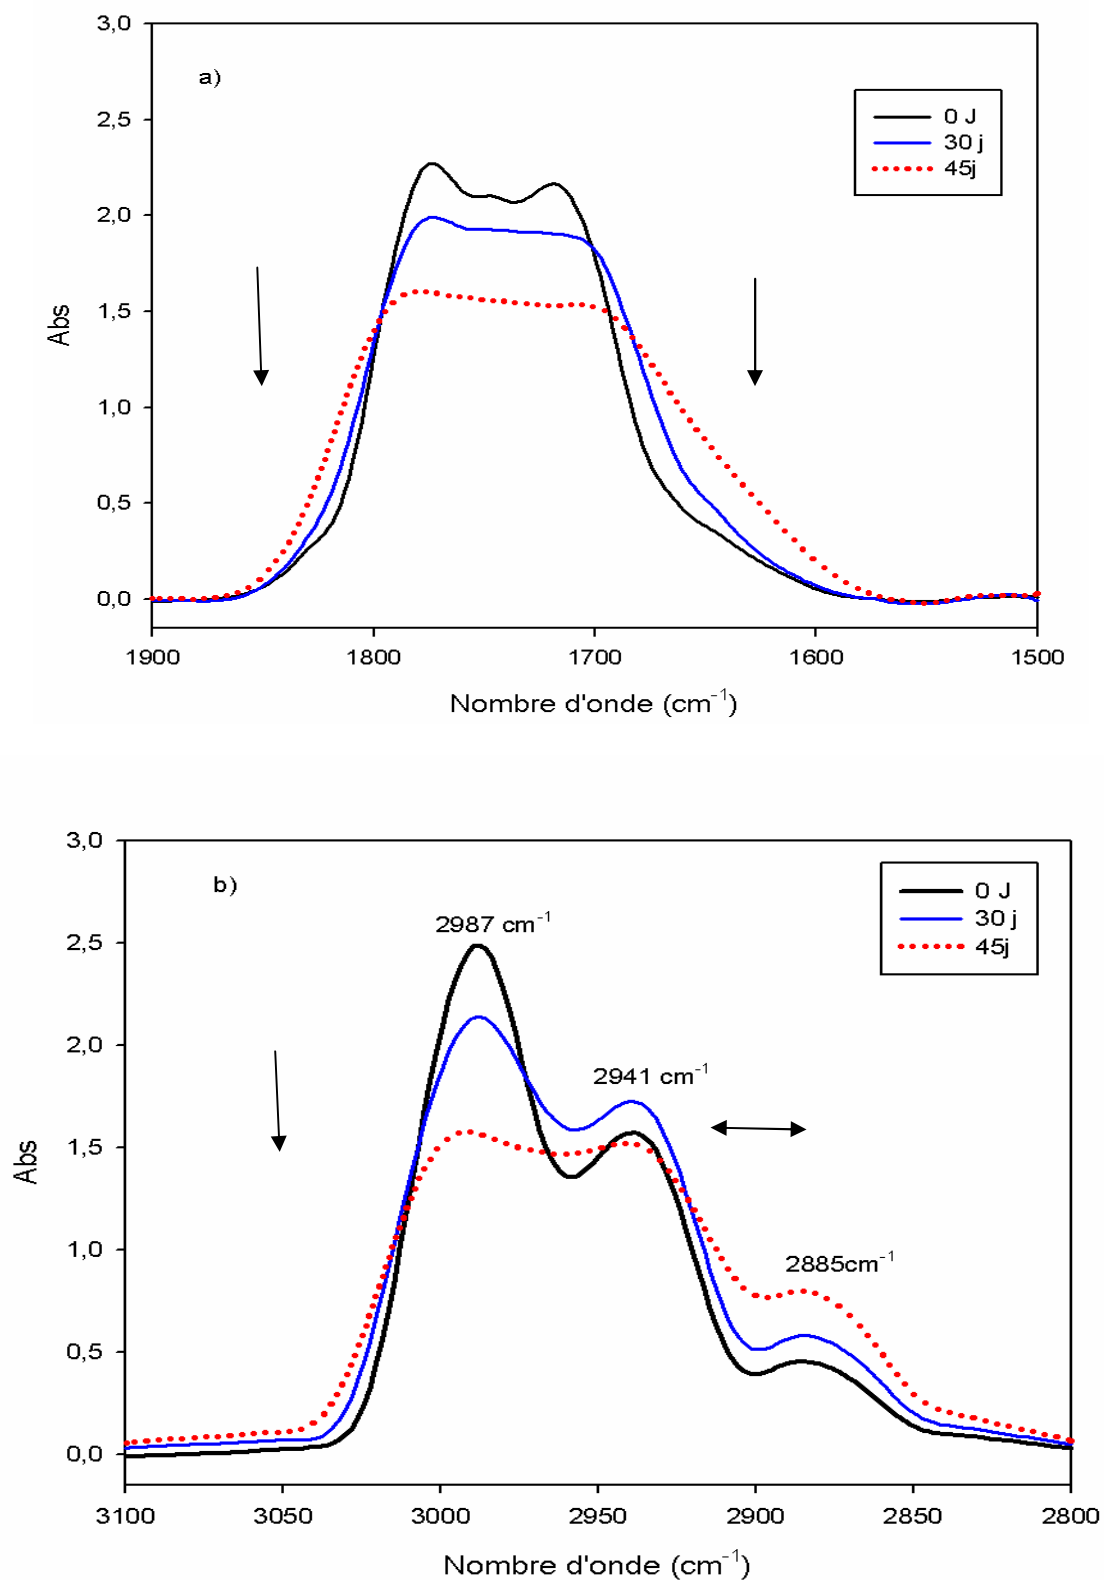 3,0
a)
0 J
30 j
45j
2,5
2,0
1,5
1,0
0,5
0,0
Abs
1900
1800
1700
1600
1500
Nombre d'onde (cm-1)
3,0
b)
0 J
30 j
45j
2987 cm-1
2,5
2,0
2941 cm-1
1,5
1,0
2885cm-1
0,5
0,0
Abs
3100
3050
3000
2950
2900
2850
2800
Nombre d'onde (cm-1)